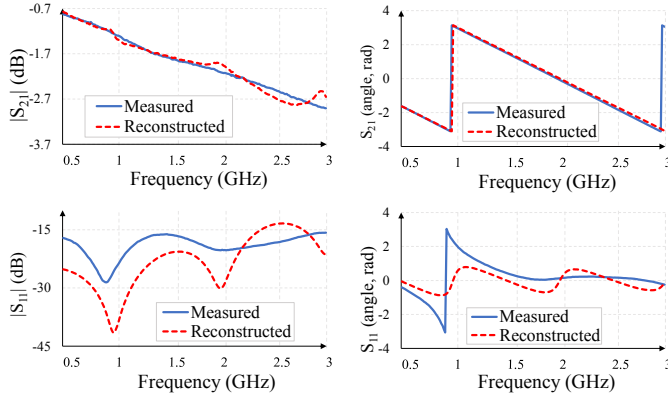 |S21| (dB)
-0.7
-1.7
-2.7
-3.7
Measured
Reconstructed
0.5 1 1.5 2 2.5 3
Frequency (GHz)
S21 (angle, rad)
4
2
0
-2
-4
Measured
Reconstructed
0.5 1 1.5 2 2.5 3
Frequency (GHz)
|S11| (dB)
-15
-30
-45
Measured
Reconstructed
0.5 1 1.5 2 2.5 3
Frequency (GHz)
S11 (angle, rad)
4
2
0
-2
-4
Measured
Reconstructed
0.5 1 1.5 2 2.5 3
Frequency (GHz)